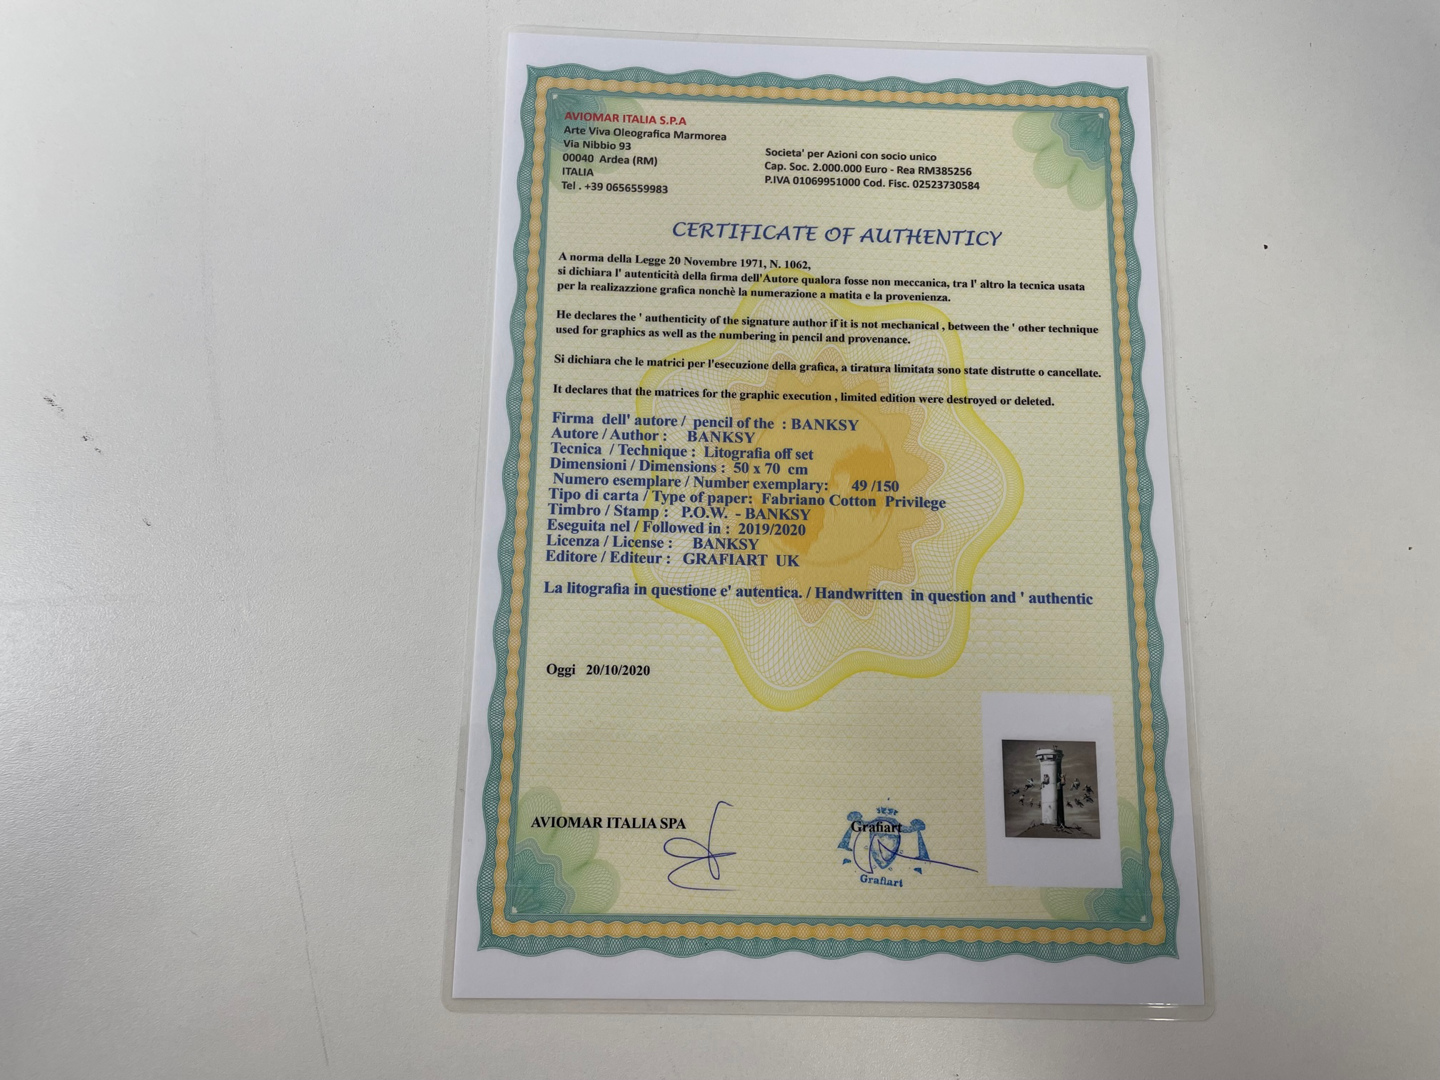 AVIOMAR ITALIA S.P.A
Arte Viva Oleografica Marmorea
Via Nibbio 93
00040 Ardea (RM)
ITALIA
Tel . +39 0656559983
Societa' per Azioni con socio unico
Cap. Soc. 2.000.000 Euro - Rea RM385256
P.IVA 01069951000 Cod. Fisc. 02523730584
CERTIFICATE OF AUTHENTICY
A norma della Legge 20 Novembre 1971, N. 1062,
si dichiara l' autenticità della firma dell'Autore qualora fosse non meccanica, tra l' altro la tecnica usata
per la realizazzione grafica nonchè la numerazione a matita e la provenienza.
He declares the ' authenticity of the signature author if it is not mechanical , between the ' other technique
used for graphics as well as the numbering in pencil and provenance.
Si dichiara che le matrici per l'esecuzione della grafica, a tiratura limitata sono state distrutte o cancellate.
It declares that the matrices for the graphic execution , limited edition were destroyed or deleted.
Firma dell' autore / pencil of the : BANKSY
Autore / Author : BANKSY
Tecnica / Technique : Litografia off set
Dimensioni / Dimensions : 50 x 70 cm
Numero esemplare / Number exemplary: 49 /150
Tipo di carta / Type of paper: Fabriano Cotton Privilege
Timbro / Stamp : P.O.W. - BANKSY
Eseguita nel / Followed in : 2019/2020
Licenza / License : BANKSY
Editore / Editeur : GRAFIART UK
La litografia in questione e' autentica. / Handwritten in question and ' authentic
Oggi 20/10/2020
AVIOMAR ITALIA SPA
Grafiart
Grafiart